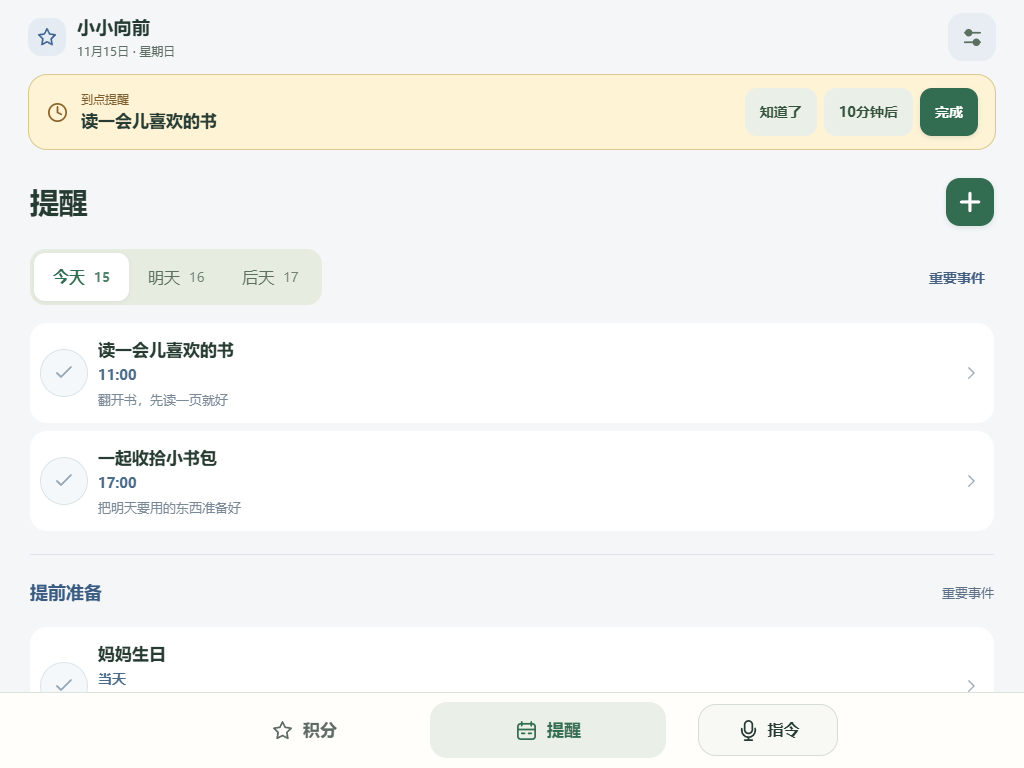 小小向前
11月15日 · 星期日
到点提醒
读一会儿喜欢的书
知道了
10分钟后
完成
提醒
今天 15
明天 16
后天 17
重要事件
读一会儿喜欢的书
11:00
翻开书，先读一页就好
一起收拾小书包
17:00
把明天要用的东西准备好
提前准备
重要事件
妈妈生日
当天
积分
提醒
指令